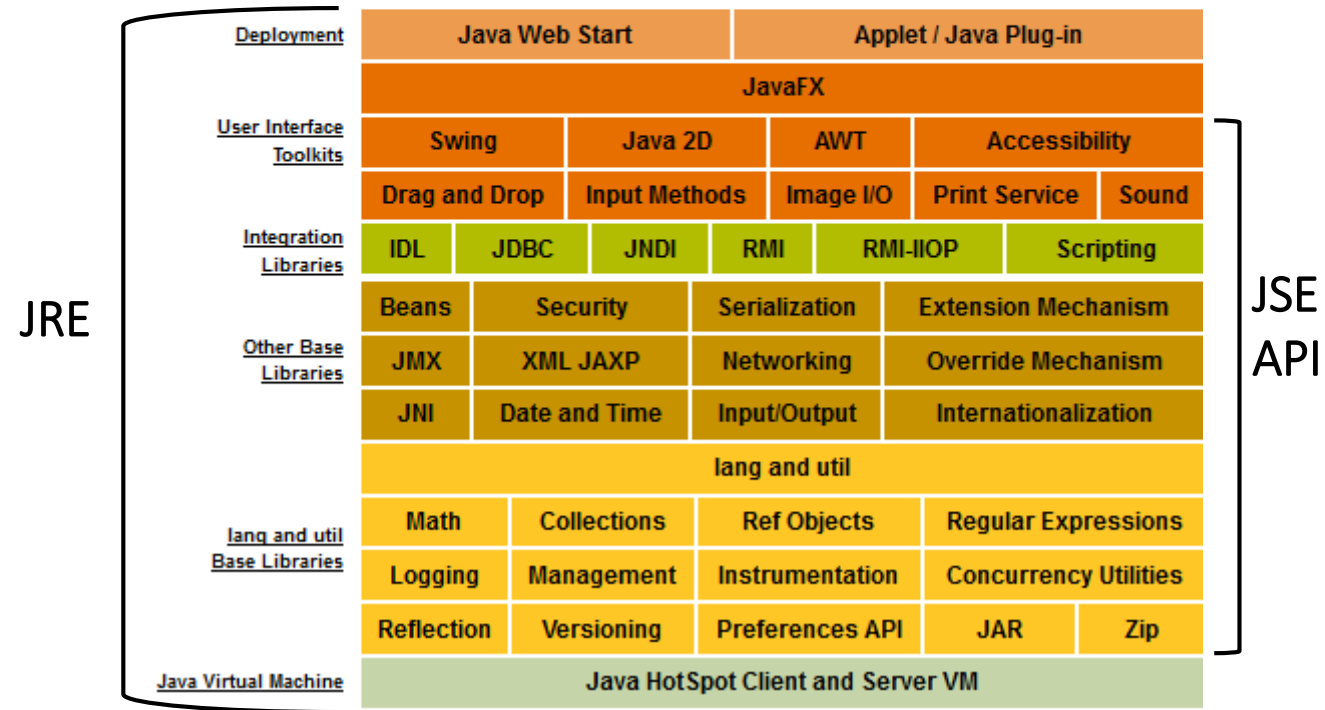 Deployment
Java Web Start
Applet / Java Plug-in
JavaFX
User Interface
Toolkits
Swing
Java 2D
AWT
Accessibility
Drag and Drop
Input Methods
Image I/O
Print Service
Sound
Integration
Libraries
IDL
JDBC
JNDI
RMI
RMI-IIOP
Scripting
JRE
JSE
API
Beans
Security
Serialization
Extension Mechanism
Other Base
Libraries
JMX
XML JAXP
Networking
Override Mechanism
JNI
Date and Time
Input/Output
Internationalization
lang and util
lang and util
Base Libraries
Math
Collections
Ref Objects
Regular Expressions
Logging
Management
Instrumentation
Concurrency Utilities
Reflection
Versioning
Preferences API
JAR
Zip
Java Virtual Machine
Java HotSpot Client and Server VM